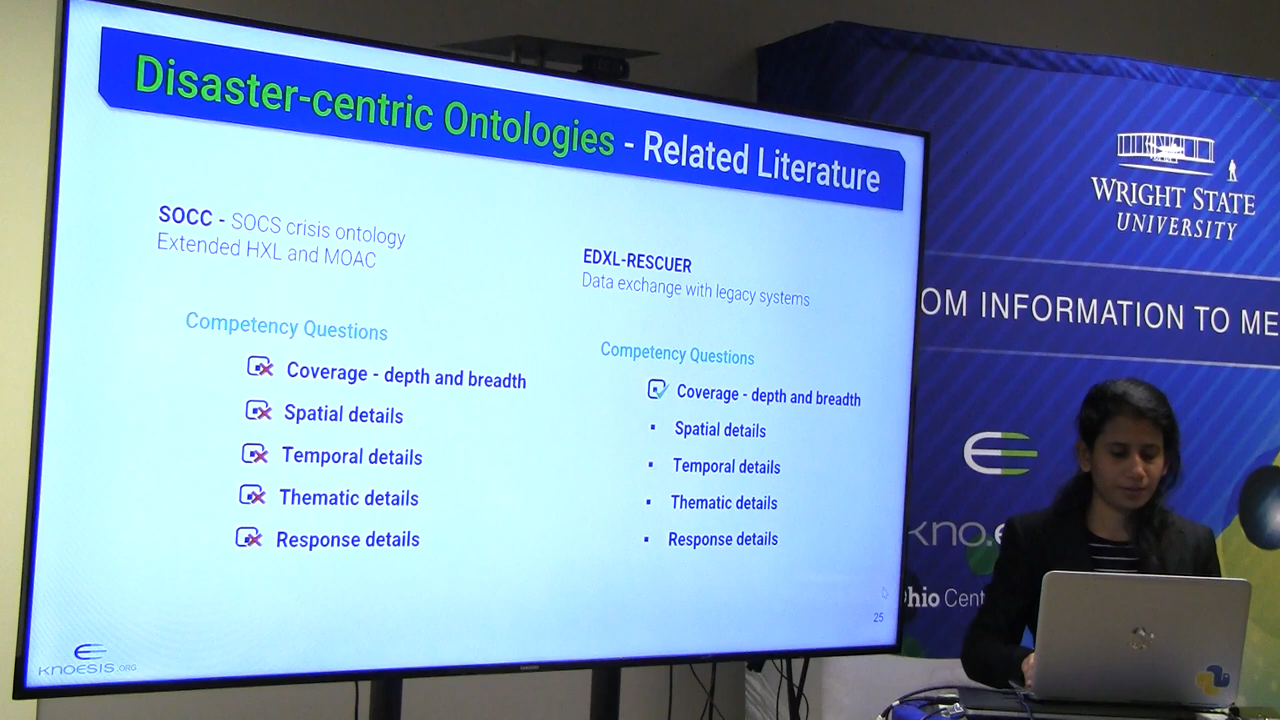 Disaster-centric Ontologies - Related Literature
SOCC - SOCS crisis ontology
Extended HXL and MOAC
Competency Questions
Coverage - depth and breadth
Spatial details
Temporal details
Thematic details
Response details
EDXL-RESCUER
Data exchange with legacy systems
Competency Questions
Coverage - depth and breadth
Spatial details
Temporal details
Thematic details
Response details
25
KNOESIS.ORG
WRIGHT STATE
UNIVERSITY
OM INFORMATION TO ME
kno.e
hio Cent
SAMSUNG